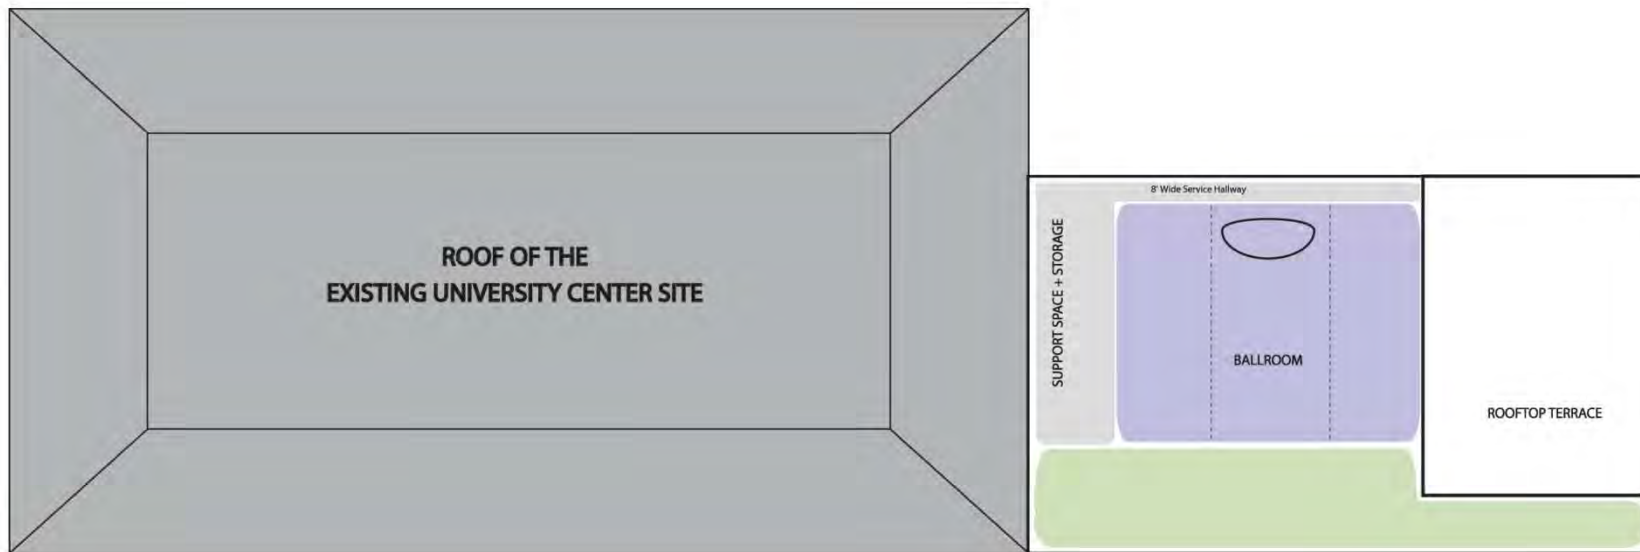 ROOF OF THE
EXISTING UNIVERSITY CENTER SITE
8' Wide Service Hallway
SUPPORT SPACE + STORAGE
BALLROOM
ROOFTOP TERRACE